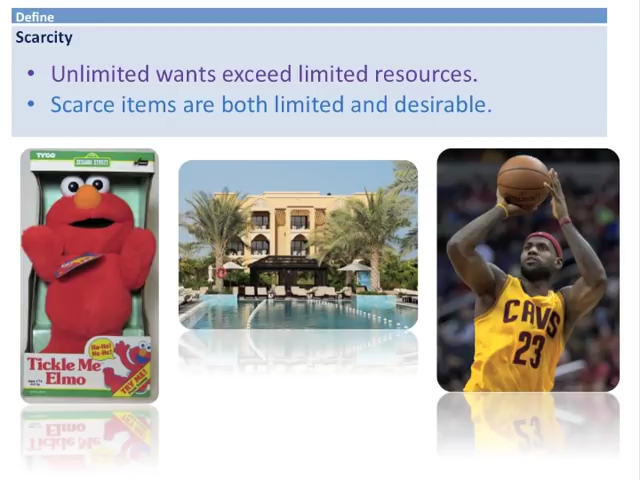 Define
Scarcity
• Unlimited wants exceed limited resources.
• Scarce items are both limited and desirable.
TYCO
SESAME STREET
Ha-Ha!
He-He!
Tickle Me
Elmo
TRY ME!
CAVS
23